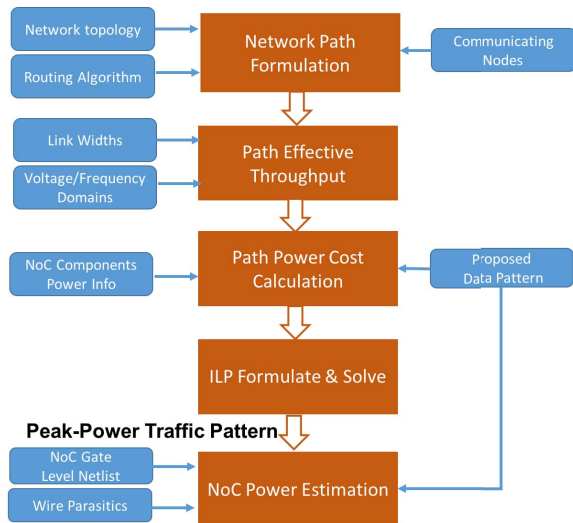 Network topology
Network Path
Formulation
Communicating
Nodes
Routing Algorithm
Link Widths
Path Effective
Throughput
Voltage/Frequency
Domains
Path Power Cost
Calculation
NoC Components
Power Info
Proposed
Data Pattern
ILP Formulate & Solve
Peak-Power Traffic Pattern
NoC Gate
Level Netlist
NoC Power Estimation
Wire Parasitics